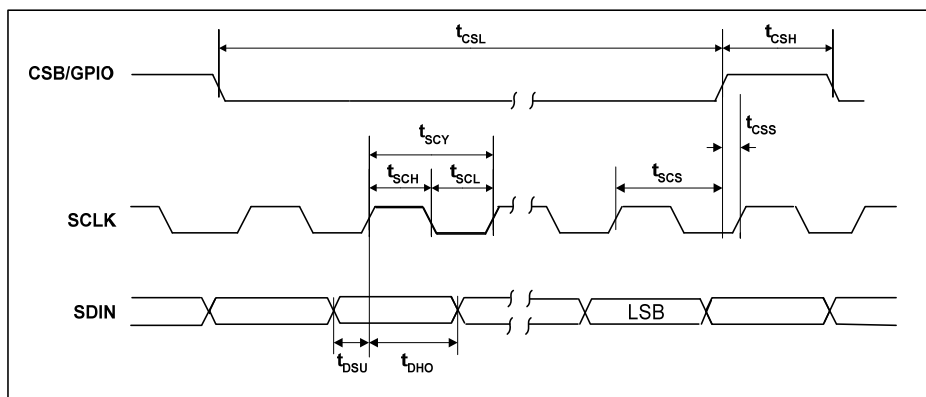 tCSL
tCSH
CSB/GPIO
tCSS
tSCY
tSCH
tSCL
tSCS
SCLK
SDIN
LSB
tDSU
tDHO